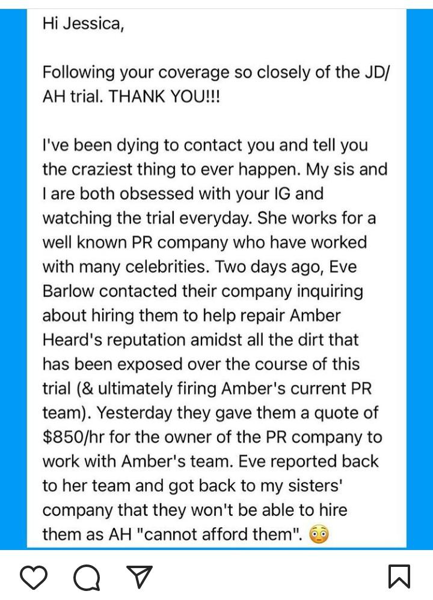 Hi Jessica,
Following your coverage so closely of the JD/
AH trial. THANK YOU!!!
I've been dying to contact you and tell you
the craziest thing to ever happen. My sis and
I are both obsessed with your IG and
watching the trial everyday. She works for a
well known PR company who have worked
with many celebrities. Two days ago, Eve
Barlow contacted their company inquiring
about hiring them to help repair Amber
Heard's reputation amidst all the dirt that
has been exposed over the course of this
trial (& ultimately firing Amber's current PR
team). Yesterday they gave them a quote of
$850/hr for the owner of the PR company to
work with Amber's team. Eve reported back
to her team and got back to my sisters'
company that they won't be able to hire
them as AH "cannot afford them". 😳